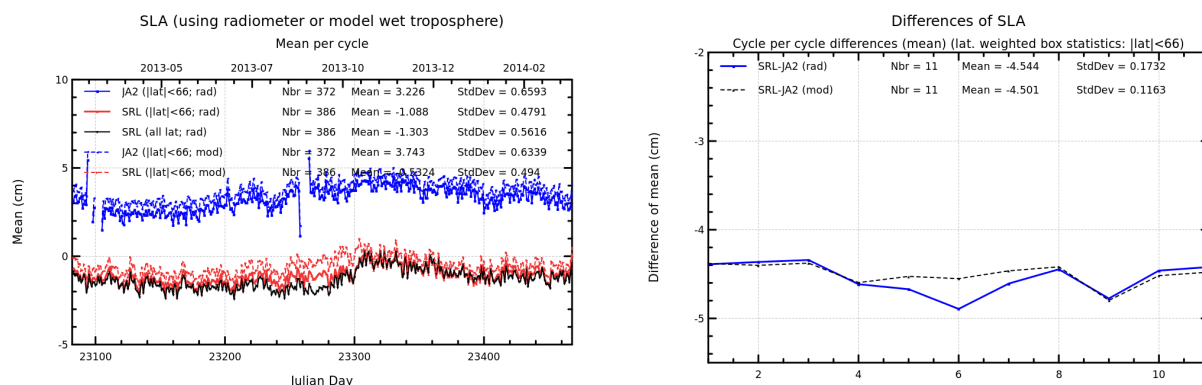 SLA (using radiometer or model wet troposphere)
Mean per cycle
2013-05 2013-07 2013-10 2013-12 2014-02
10
5
0
-5
Mean (cm)
JA2 (|lat|<66; rad) Nbr = 372 Mean = 3.226 StdDev = 0.6593
SRL (|lat|<66; rad) Nbr = 386 Mean = -1.088 StdDev = 0.4791
SRL (all lat; rad) Nbr = 386 Mean = -1.303 StdDev = 0.5616
JA2 (|lat|<66; mod) Nbr = 372 Mean = 3.743 StdDev = 0.6339
SRL (|lat|<66; mod) Nbr = 386 Mean = -0.5324 StdDev = 0.494
23100 23200 23300 23400
Julian Day
Differences of SLA
Cycle per cycle differences (mean) (lat. weighted box statistics: |lat|<66)
-2
-3
-4
-5
Difference of mean (cm)
SRL-JA2 (rad) Nbr = 11 Mean = -4.544 StdDev = 0.1732
SRL-JA2 (mod) Nbr = 11 Mean = -4.501 StdDev = 0.1163
2 4 6 8 10